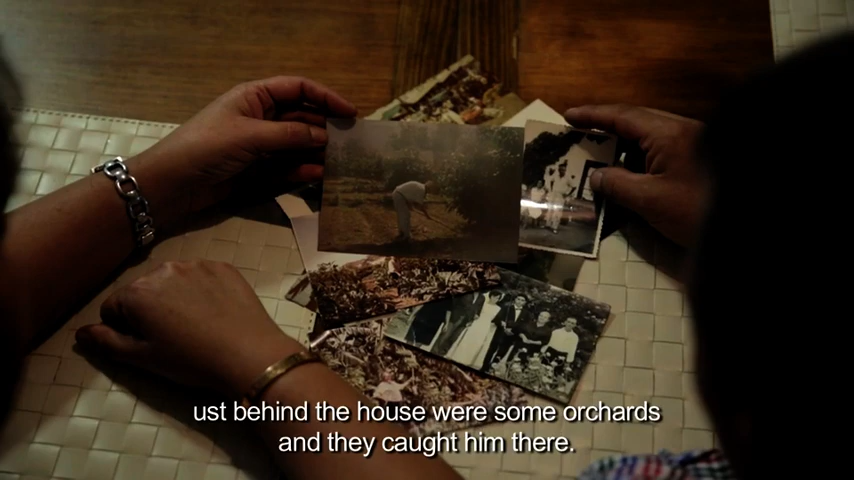 ust behind the house were some orchards
and they caught him there.